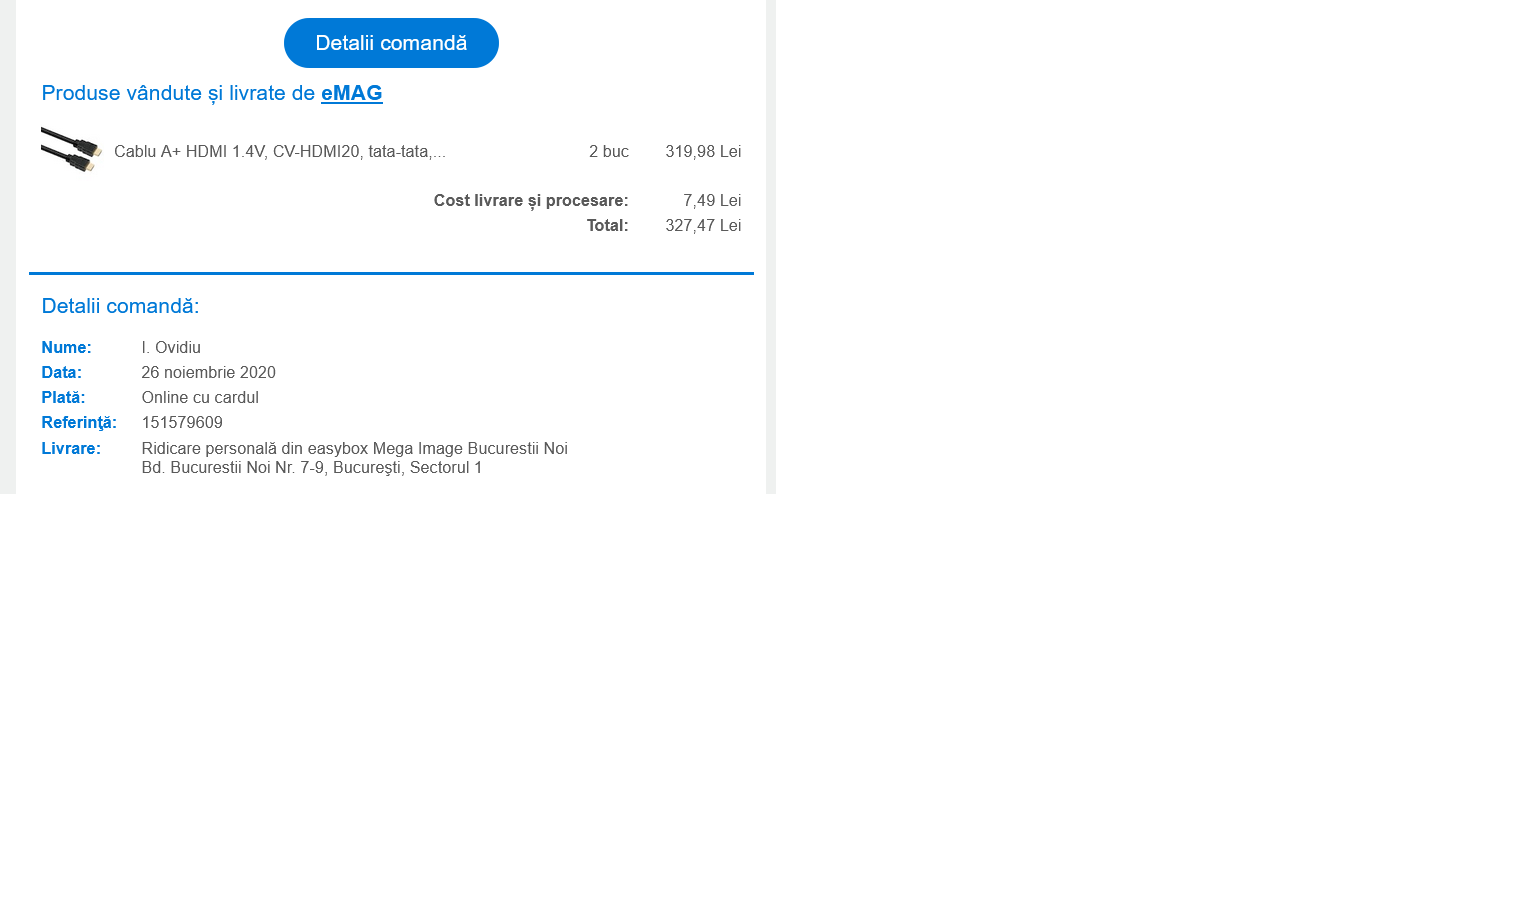 Detalii comandă
Produse vândute și livrate de eMAG
Cablu A+ HDMI 1.4V, CV-HDMI20, tata-tata,... 2 buc 319,98 Lei
Cost livrare și procesare: 7,49 Lei
Total: 327,47 Lei
Detalii comandă:
Nume: I. Ovidiu
Data: 26 noiembrie 2020
Plată: Online cu cardul
Referinţă: 151579609
Livrare: Ridicare personală din easybox Mega Image Bucurestii Noi
Bd. Bucurestii Noi Nr. 7-9, Bucureşti, Sectorul 1